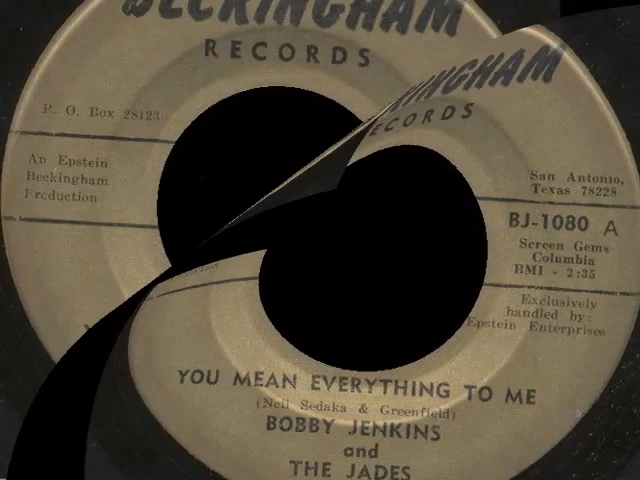 BECKINGHAM
RECORDS
KINGHAM
ECORDS
P. O. Box 28123
An Epstein
Beckingham
Production
San Antonio,
Texas 78228
BJ-1080 A
Screen Gems
Columbia
BMI - 2:35
Exclusively
handled by:
Epstein Enterprises
YOU MEAN EVERYTHING TO ME
(Neil Sedaka & Greenfield)
BOBBY JENKINS
and
THE JADES